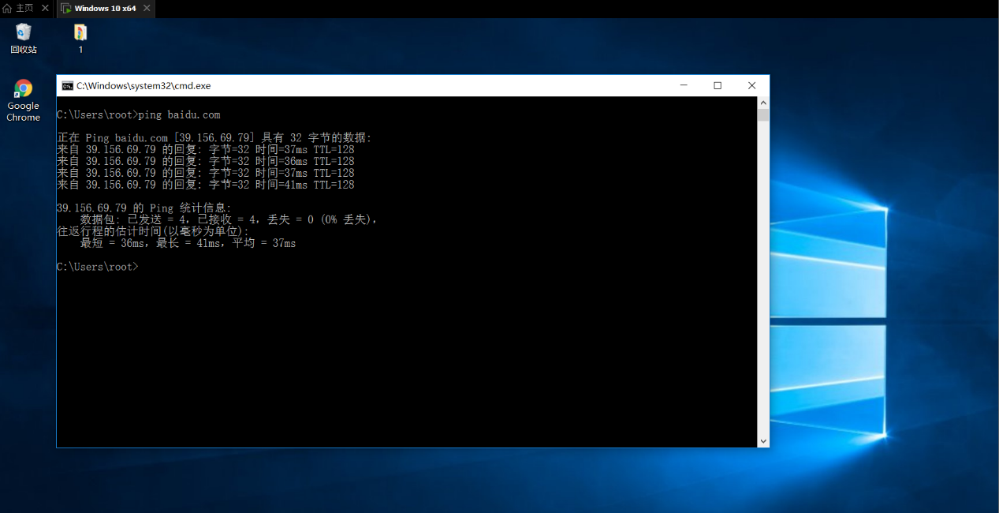 主页
Windows 10 x64
回收站
1
Google
Chrome
C:\Windows\system32\cmd.exe
C:\Users\root>ping baidu.com
正在 Ping baidu.com [39.156.69.79] 具有 32 字节的数据:
来自 39.156.69.79 的回复: 字节=32 时间=37ms TTL=128
来自 39.156.69.79 的回复: 字节=32 时间=36ms TTL=128
来自 39.156.69.79 的回复: 字节=32 时间=37ms TTL=128
来自 39.156.69.79 的回复: 字节=32 时间=41ms TTL=128
39.156.69.79 的 Ping 统计信息:
数据包: 已发送 = 4，已接收 = 4，丢失 = 0 (0% 丢失)，
往返行程的估计时间(以毫秒为单位):
最短 = 36ms，最长 = 41ms，平均 = 37ms
C:\Users\root>